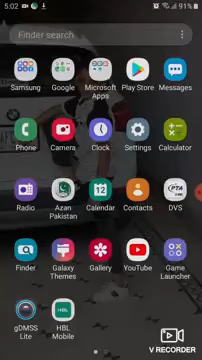 5:02
85%
Finder search
Samsung Google Microsoft Apps Play Store Messages
Phone Camera Clock Settings Calculator
Radio Azan Pakistan Calendar Contacts DVS
Finder Galaxy Themes Gallery YouTube Game Launcher
gDMSS Lite HBL Mobile
12
PTA
HBL
V RECORDER